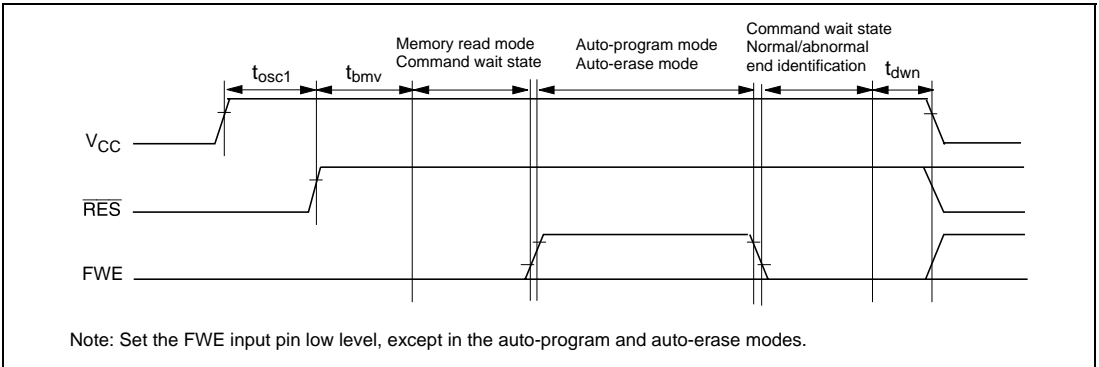 Memory read mode
Command wait state
Auto-program mode
Auto-erase mode
Command wait state
Normal/abnormal
end identification
tosc1
tbmv
tdwn
VCC
RES
FWE
Note: Set the FWE input pin low level, except in the auto-program and auto-erase modes.